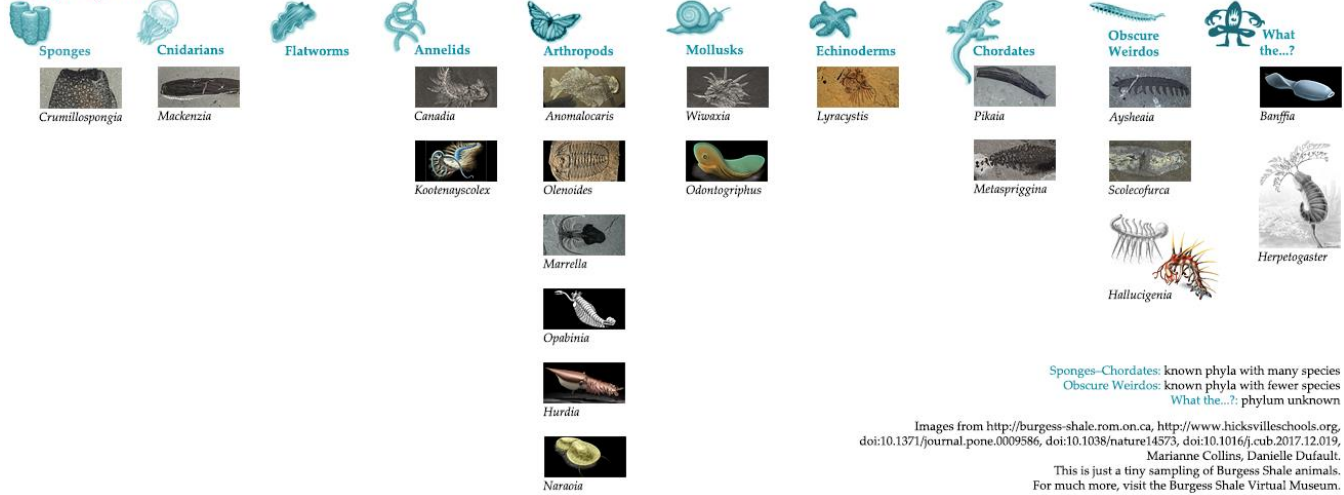 Sponges
Cnidarians
Flatworms
Annelids
Arthropods
Mollusks
Echinoderms
Chordates
Obscure
Weirdos
What
the...?
Crumillospongia
Mackenzia
Canadia
Anomalocaris
Wiwaxia
Lyracystis
Pikaia
Aysheaia
Banffia
Kootenayscolex
Olenoides
Odontogriphus
Metaspriggina
Scolecofurca
Marrella
Herpetogaster
Hallucigenia
Opabinia
Hurdia
Naraoia
Sponges–Chordates: known phyla with many species
Obscure Weirdos: known phyla with fewer species
What the...?: phylum unknown
Images from http://burgess-shale.rom.on.ca, http://www.hicksvilleschools.org,
doi:10.1371/journal.pone.0009586, doi:10.1038/nature14573, doi:10.1016/j.cub.2017.12.019,
Marianne Collins, Danielle Dufault.
This is just a tiny sampling of Burgess Shale animals.
For much more, visit the Burgess Shale Virtual Museum.